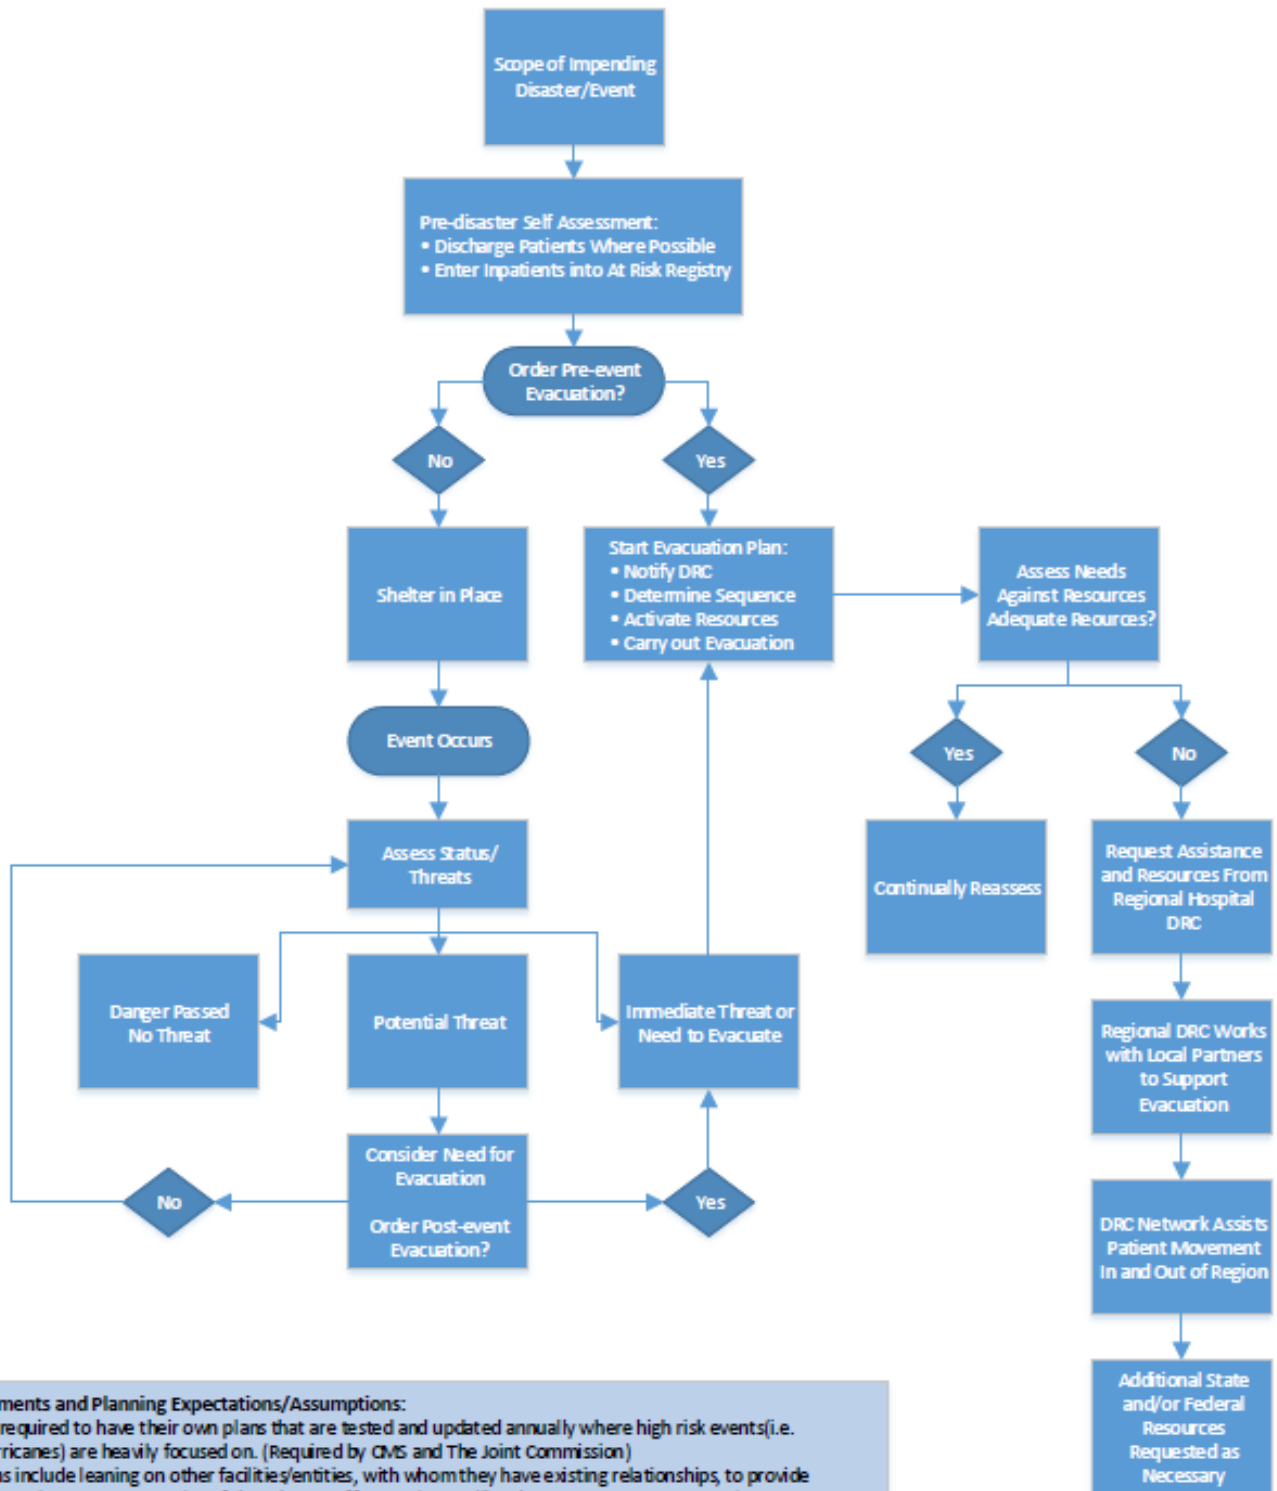 Scope of Impending
Disaster/Event
Pre-disaster Self Assessment:
• Discharge Patients Where Possible
• Enter Inpatients into At Risk Registry
Order Pre-event
Evacuation?
No
Yes
Shelter in Place
Start Evacuation Plan:
• Notify DRC
• Determine Sequence
• Activate Resources
• Carry out Evacuation
Assess Needs
Against Resources
Adequate Reources?
Event Occurs
Yes
No
Assess Status/
Threats
Continually Reassess
Request Assistance
and Resources From
Regional Hospital
DRC
Danger Passed
No Threat
Potential Threat
Immediate Threat or
Need to Evacuate
Regional DRC Works
with Local Partners
to Support
Evacuation
No
Consider Need for
Evacuation
Order Post-event
Evacuation?
Yes
DRC Network Assists
Patient Movement
In and Out of Region
Additional State
and/or Federal
Resources
Requested as
Necessary
ments and Planning Expectations/Assumptions:
required to have their own plans that are tested and updated annually where high risk events(i.e.
rricanes) are heavily focused on. (Required by CMS and The Joint Commission)
ns include leaning on other facilities/entities, with whom they have existing relationships, to provide